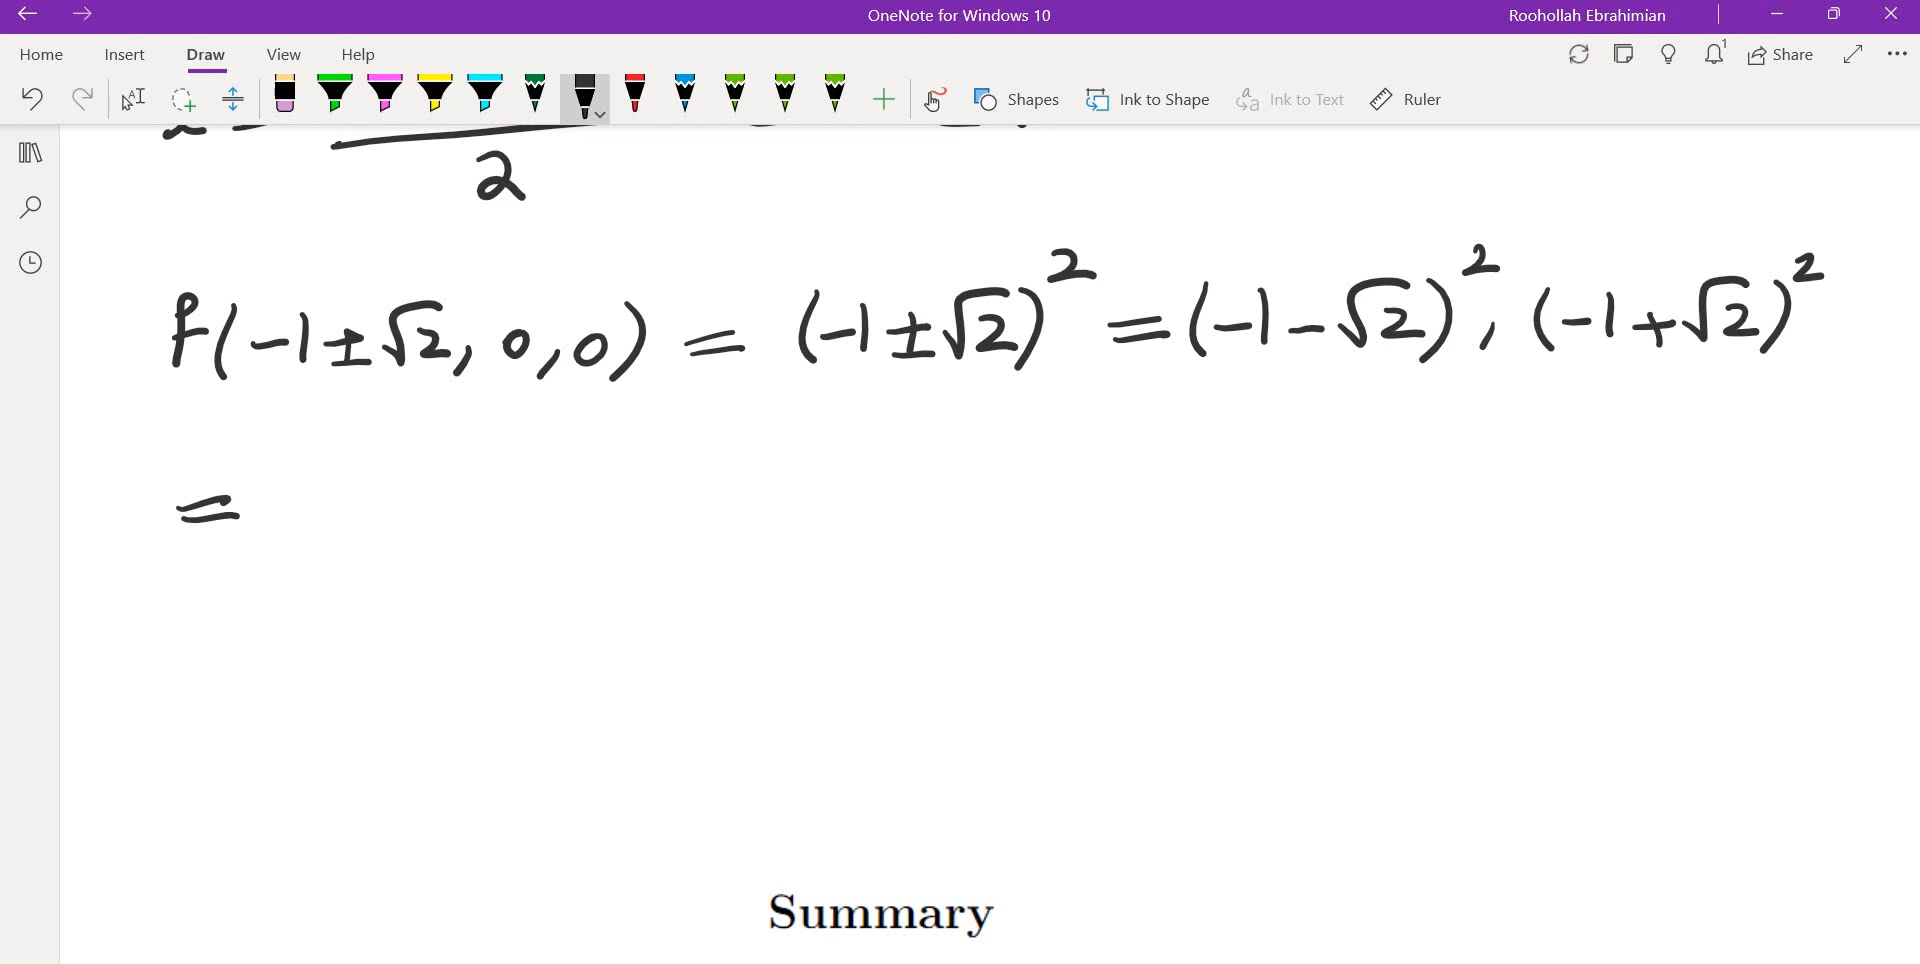 OneNote for Windows 10
Roohollah Ebrahimian
Home Insert Draw View Help
1 Share
Shapes Ink to Shape Ink to Text Ruler
2
f(-1±√2, 0, 0) = (-1±√2)² = (-1-√2)², (-1+√2)²
=
Summary